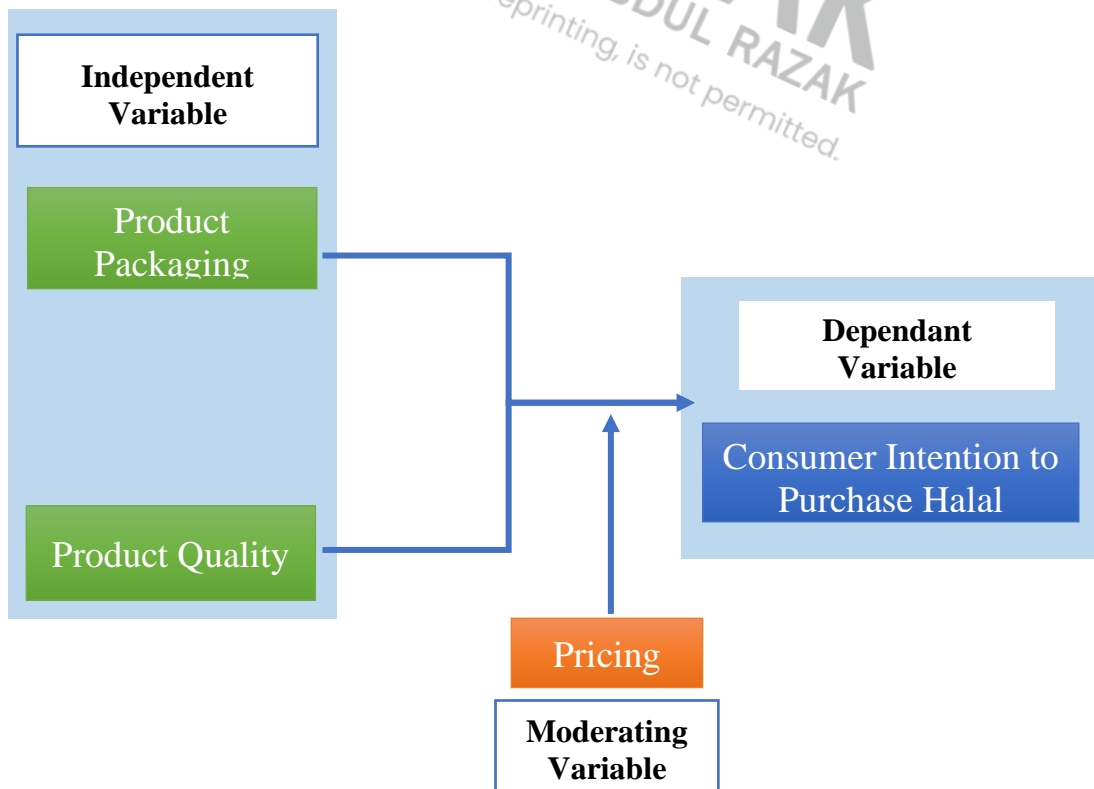 DUL RAZAK
is not permitted.
Independent
Variable
Product
Packaging
Product Quality
Dependant
Variable
Consumer Intention to
Purchase Halal
Pricing
Moderating
Variable